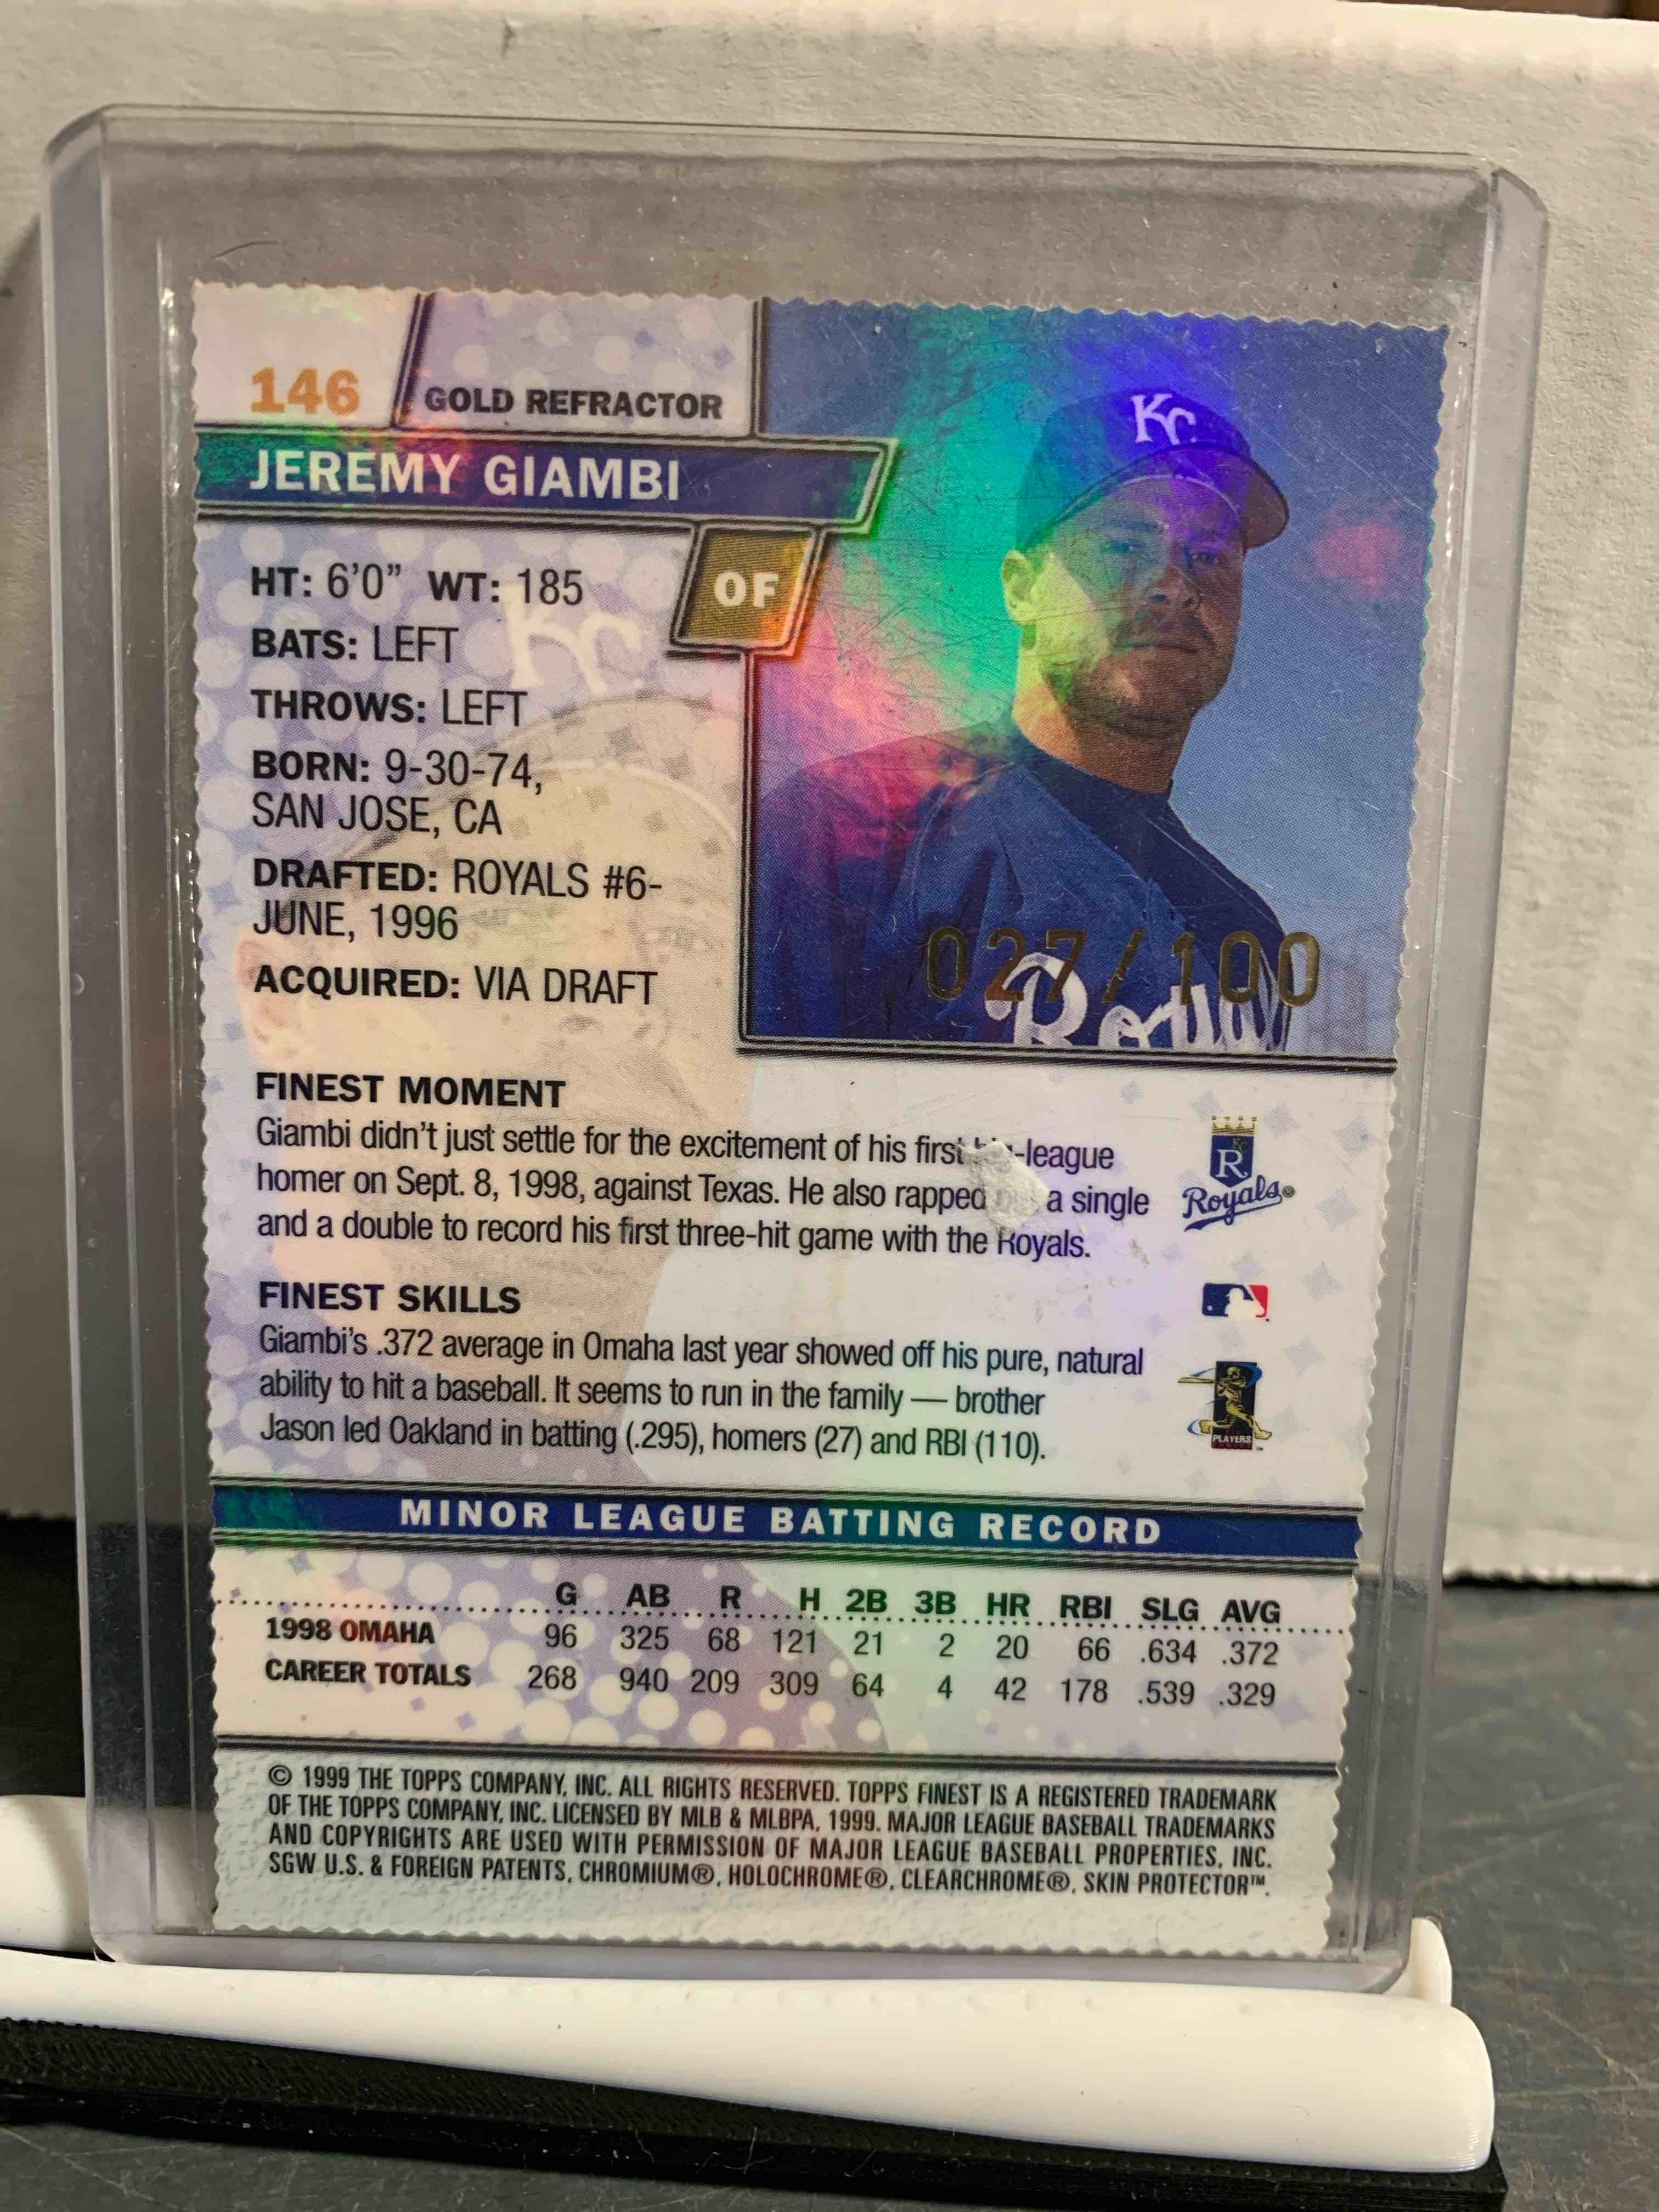 146 GOLD REFRACTOR
JEREMY GIAMBI
OF
KC
HT: 6'0" WT: 185
BATS: LEFT
THROWS: LEFT
BORN: 9-30-74,
SAN JOSE, CA
DRAFTED: ROYALS #6-
JUNE, 1996
ACQUIRED: VIA DRAFT
027/100
Royals
FINEST MOMENT
Giambi didn't just settle for the excitement of his first -league
homer on Sept. 8, 1998, against Texas. He also rapped a single
and a double to record his first three-hit game with the Royals.
KC
R
Royals
FINEST SKILLS
Giambi's .372 average in Omaha last year showed off his pure, natural
ability to hit a baseball. It seems to run in the family — brother
Jason led Oakland in batting (.295), homers (27) and RBI (110).
PLAYERS
MINOR LEAGUE BATTING RECORD
G AB R H 2B 3B HR RBI SLG AVG
1998 OMAHA 96 325 68 121 21 2 20 66 .634 .372
CAREER TOTALS 268 940 209 309 64 4 42 178 .539 .329
© 1999 THE TOPPS COMPANY, INC. ALL RIGHTS RESERVED. TOPPS FINEST IS A REGISTERED TRADEMARK
OF THE TOPPS COMPANY, INC. LICENSED BY MLB & MLBPA, 1999. MAJOR LEAGUE BASEBALL TRADEMARKS
AND COPYRIGHTS ARE USED WITH PERMISSION OF MAJOR LEAGUE BASEBALL PROPERTIES, INC.
SGW U.S. & FOREIGN PATENTS, CHROMIUM®, HOLOCHROME®, CLEARCHROME®, SKIN PROTECTOR™.